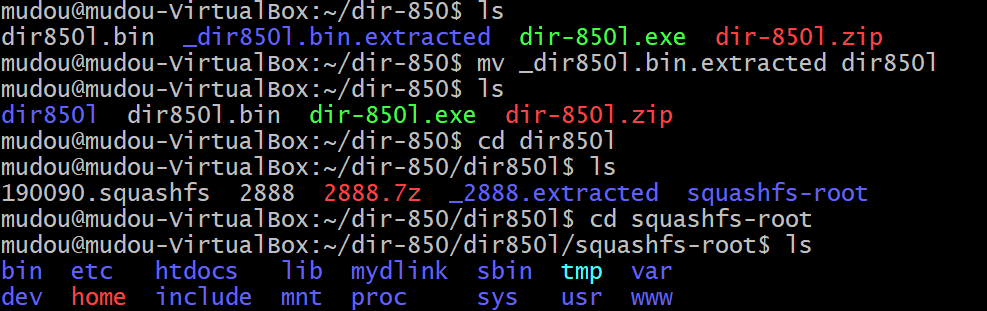 mudou@mudou-VirtualBox:~/dir-850$ ls
dir850l.bin  _dir850l.bin.extracted  dir-850l.exe  dir-850l.zip
mudou@mudou-VirtualBox:~/dir-850$ mv _dir850l.bin.extracted dir850l
mudou@mudou-VirtualBox:~/dir-850$ ls
dir850l  dir850l.bin  dir-850l.exe  dir-850l.zip
mudou@mudou-VirtualBox:~/dir-850$ cd dir850l
mudou@mudou-VirtualBox:~/dir-850/dir850l$ ls
190090.squashfs  2888  2888.7z  _2888.extracted  squashfs-root
mudou@mudou-VirtualBox:~/dir-850/dir850l$ cd squashfs-root
mudou@mudou-VirtualBox:~/dir-850/dir850l/squashfs-root$ ls
bin  etc   htdocs   lib  mydlink  sbin  tmp  var
dev  home  include  mnt  proc     sys   usr  www